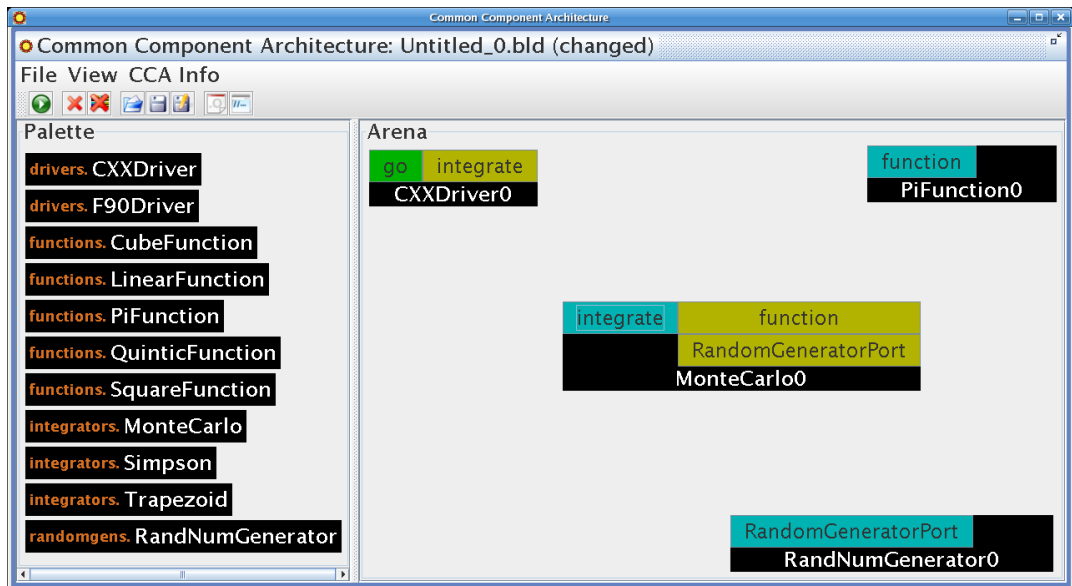 Common Component Architecture
Common Component Architecture: Untitled_0.bld (changed)
File View CCA Info
Palette
drivers. CXXDriver
drivers. F90Driver
functions. CubeFunction
functions. LinearFunction
functions. PiFunction
functions. QuinticFunction
functions. SquareFunction
integrators. MonteCarlo
integrators. Simpson
integrators. Trapezoid
randomgens. RandNumGenerator
Arena
go integrate
CXXDriver0
function
PiFunction0
integrate function
RandomGeneratorPort
MonteCarlo0
RandomGeneratorPort
RandNumGenerator0